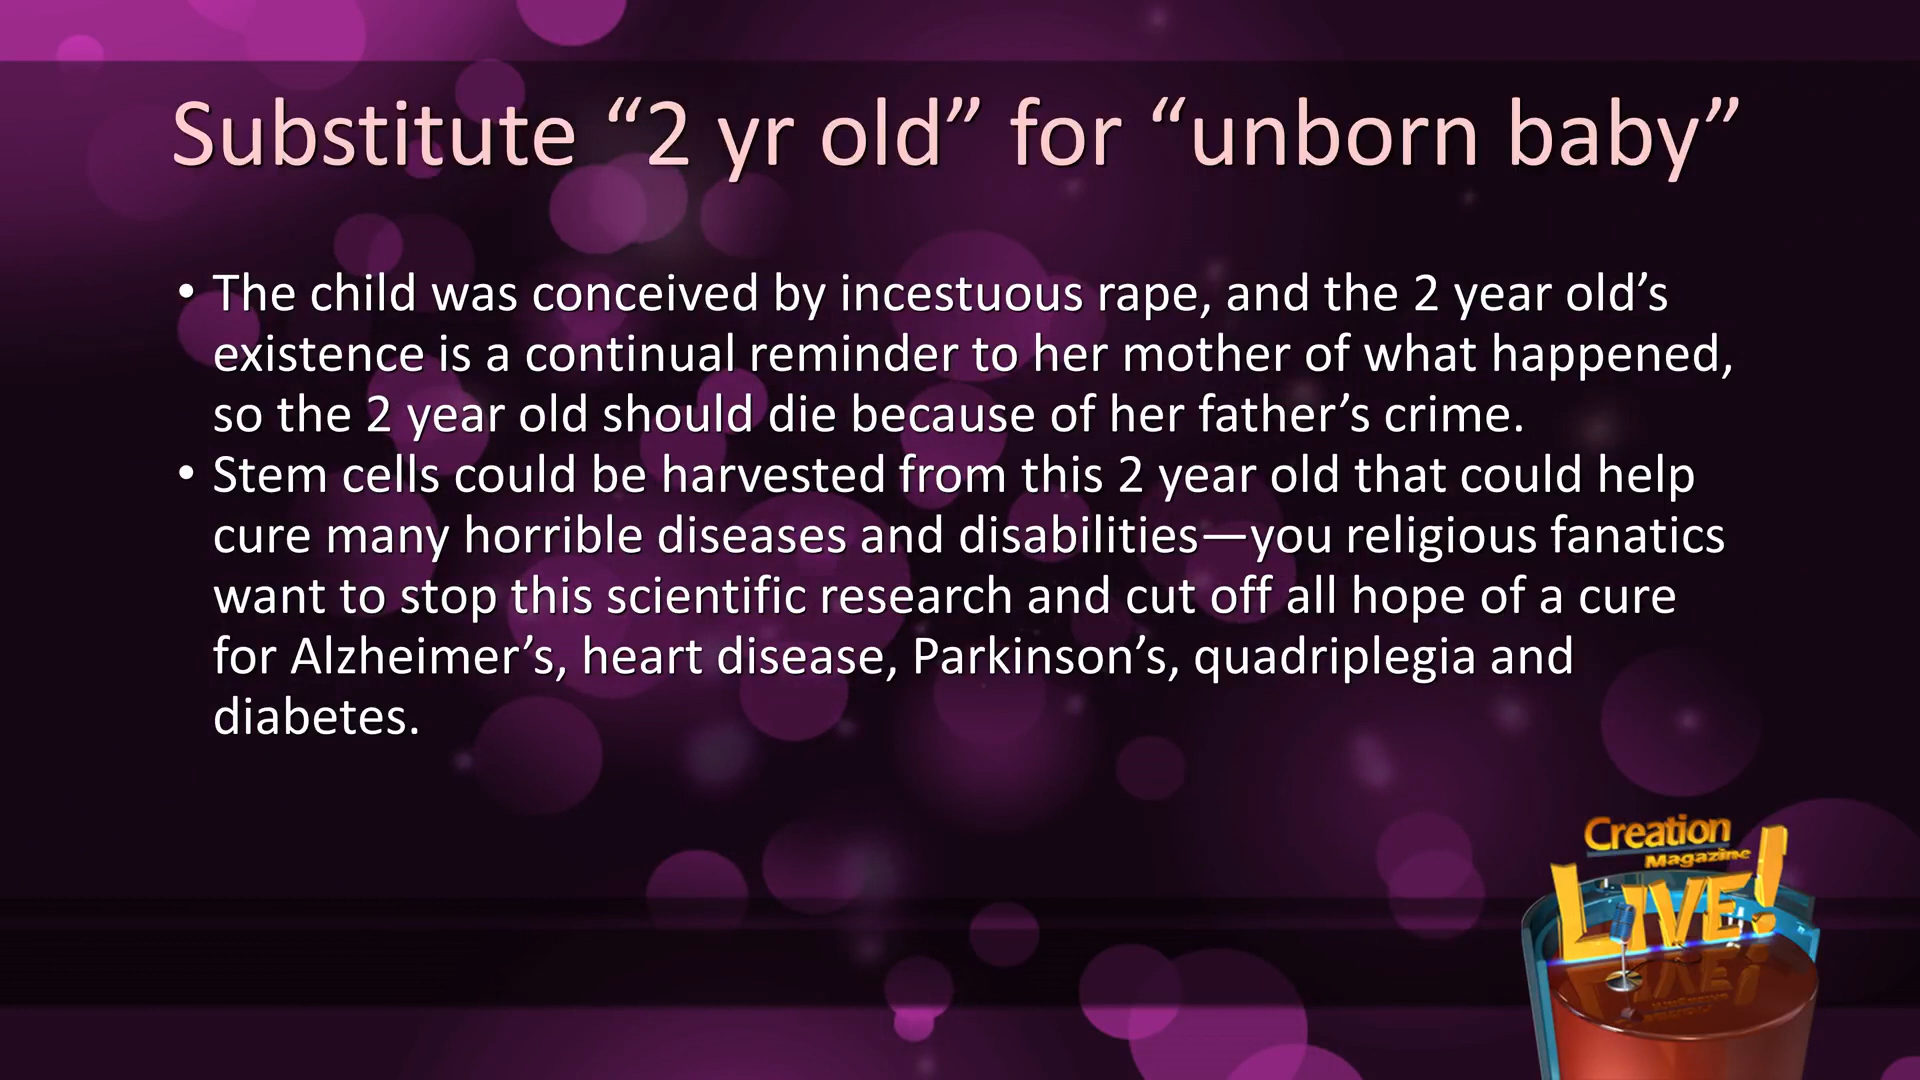 Substitute “2 yr old” for “unborn baby”
• The child was conceived by incestuous rape, and the 2 year old’s
existence is a continual reminder to her mother of what happened,
so the 2 year old should die because of her father’s crime.
• Stem cells could be harvested from this 2 year old that could help
cure many horrible diseases and disabilities—you religious fanatics
want to stop this scientific research and cut off all hope of a cure
for Alzheimer’s, heart disease, Parkinson’s, quadriplegia and
diabetes.
Creation
Magazine
LIVE!